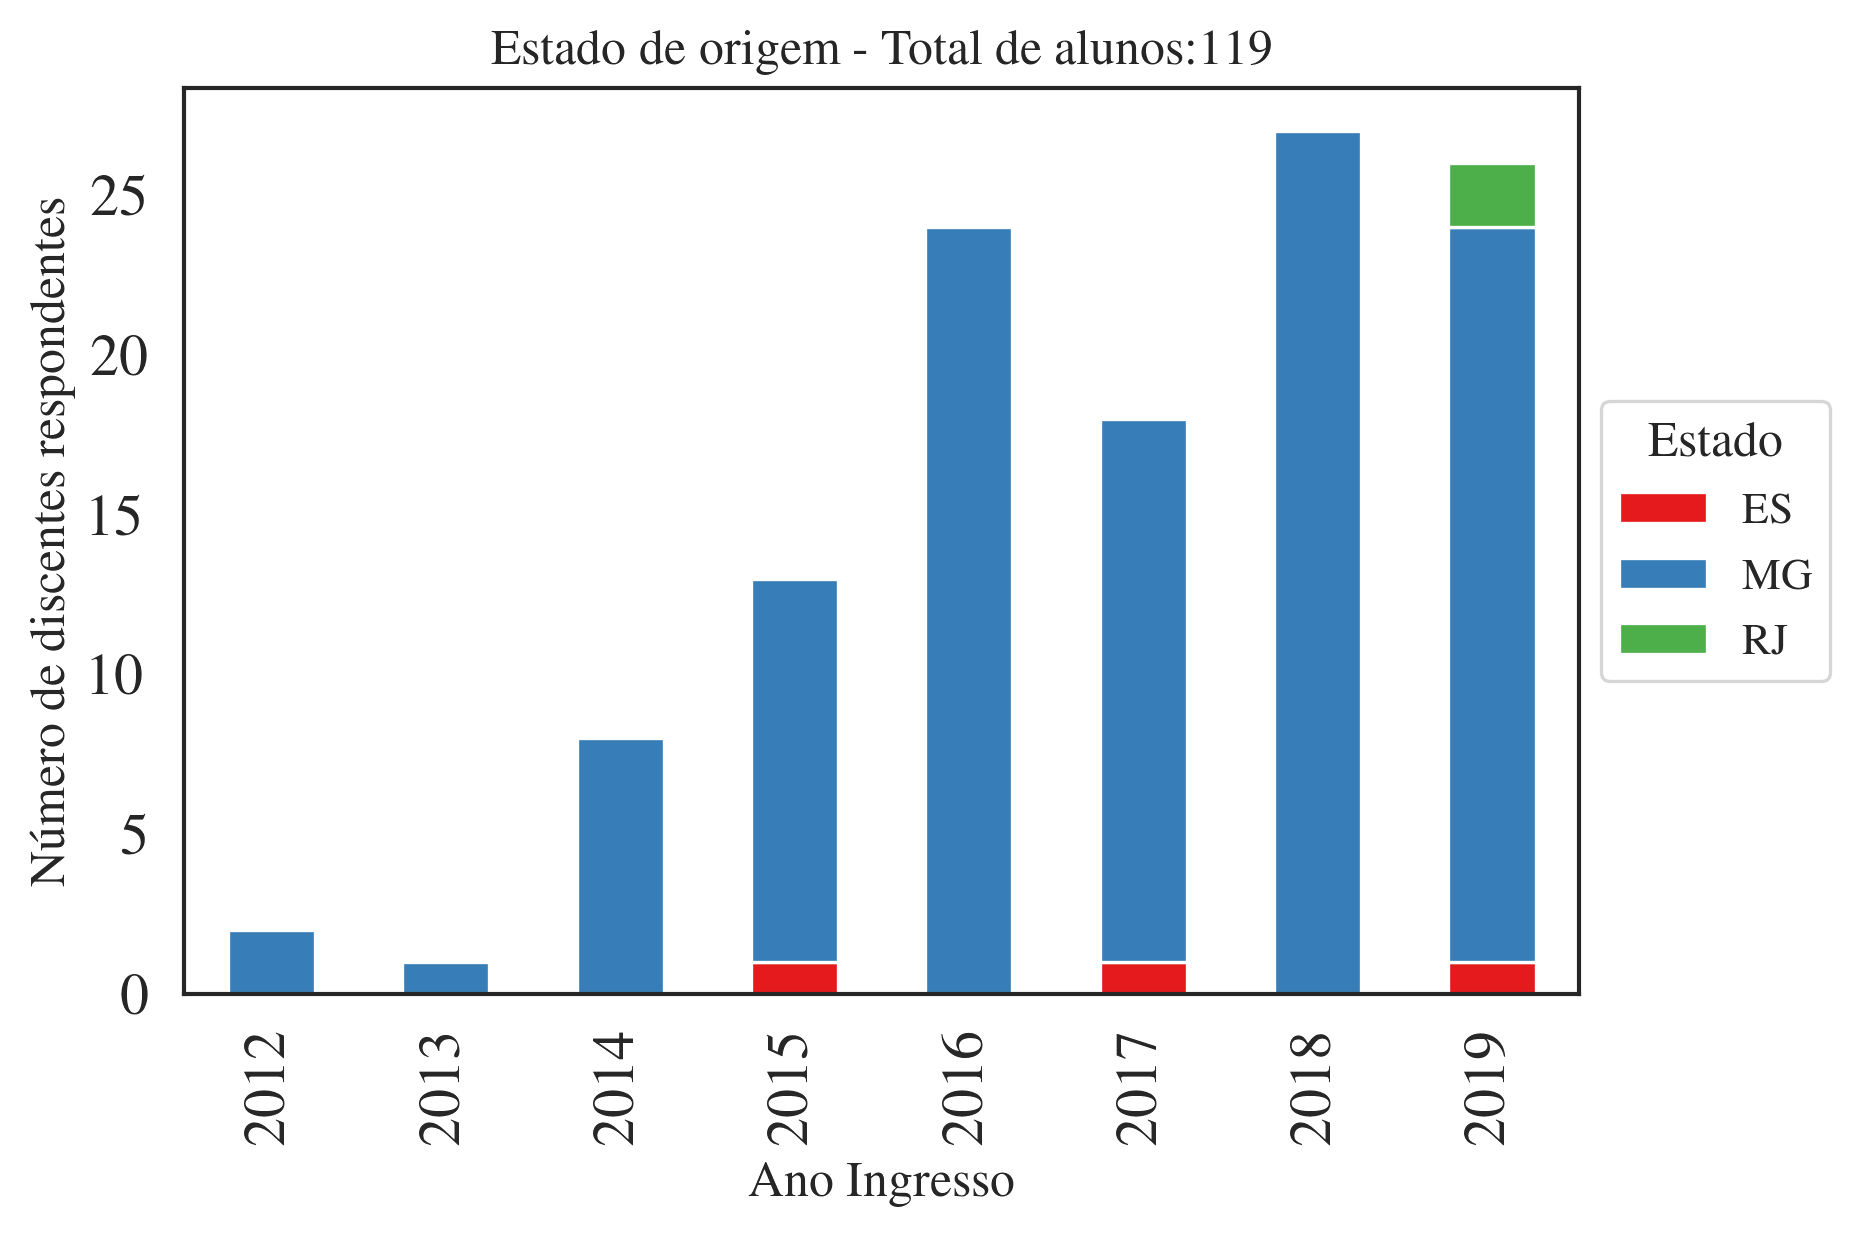 Estado de origem - Total de alunos:119
Número de discentes respondentes
25
20
15
10
5
0
2012
2013
2014
2015
2016
2017
2018
2019
Ano Ingresso
Estado
ES
MG
RJ